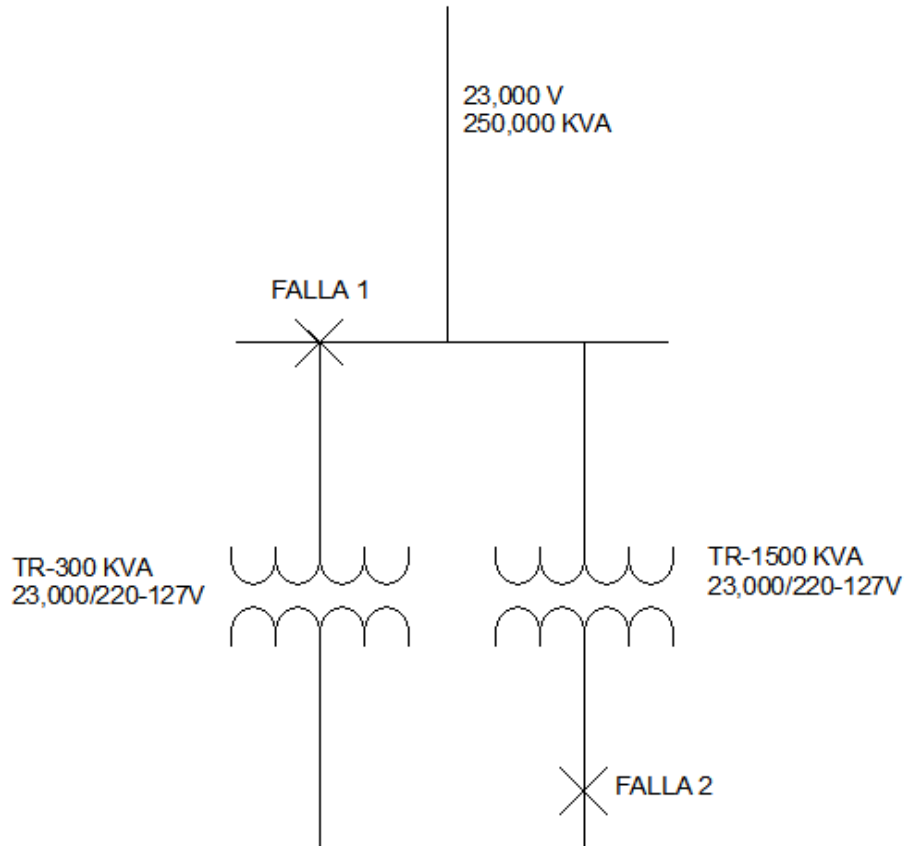 23,000 V
250,000 KVA
FALLA 1
TR-300 KVA
23,000/220-127V
TR-1500 KVA
23,000/220-127V
FALLA 2